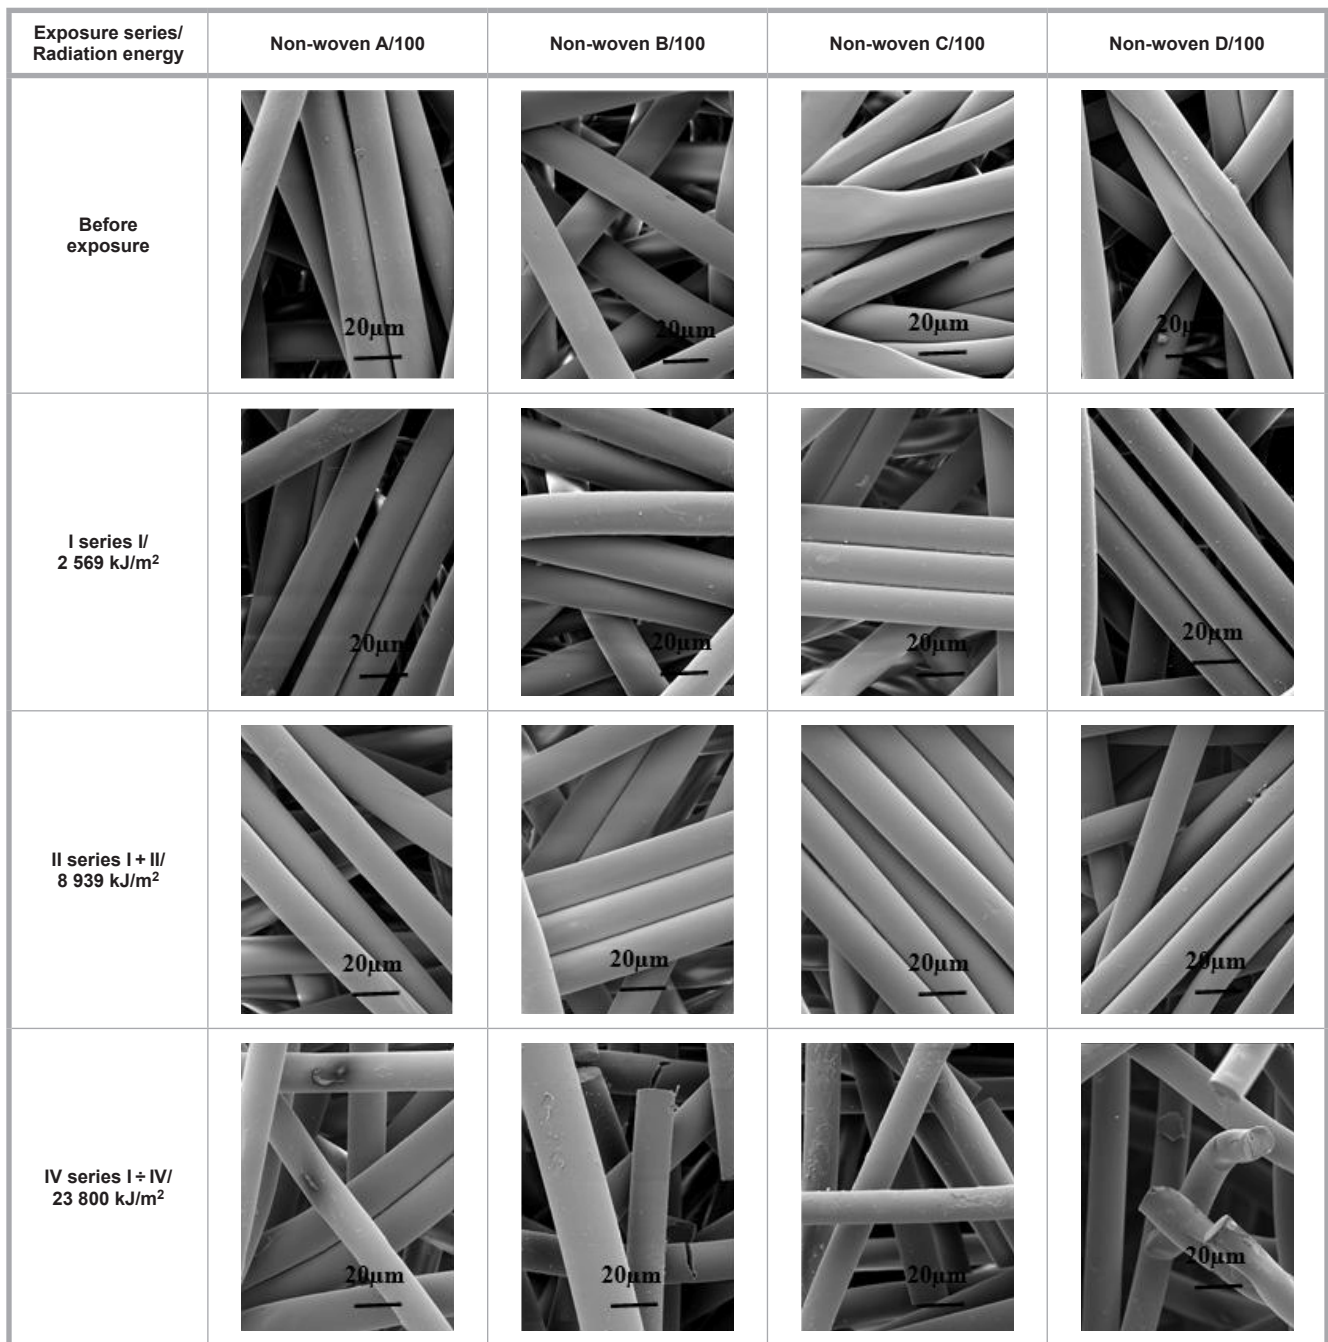 Exposure series/
Radiation energy
Non-woven A/100
Non-woven B/100
Non-woven C/100
Non-woven D/100
Before
exposure
20µm
20µm
20µm
20µ
I series I/
2 569 kJ/m²
20µm
20µm
20µm
20µm
II series I + II/
8 939 kJ/m²
20µm
20µm
20µm
20µm
IV series I ÷ IV/
23 800 kJ/m²
20µm
20µm
20µm
20µm